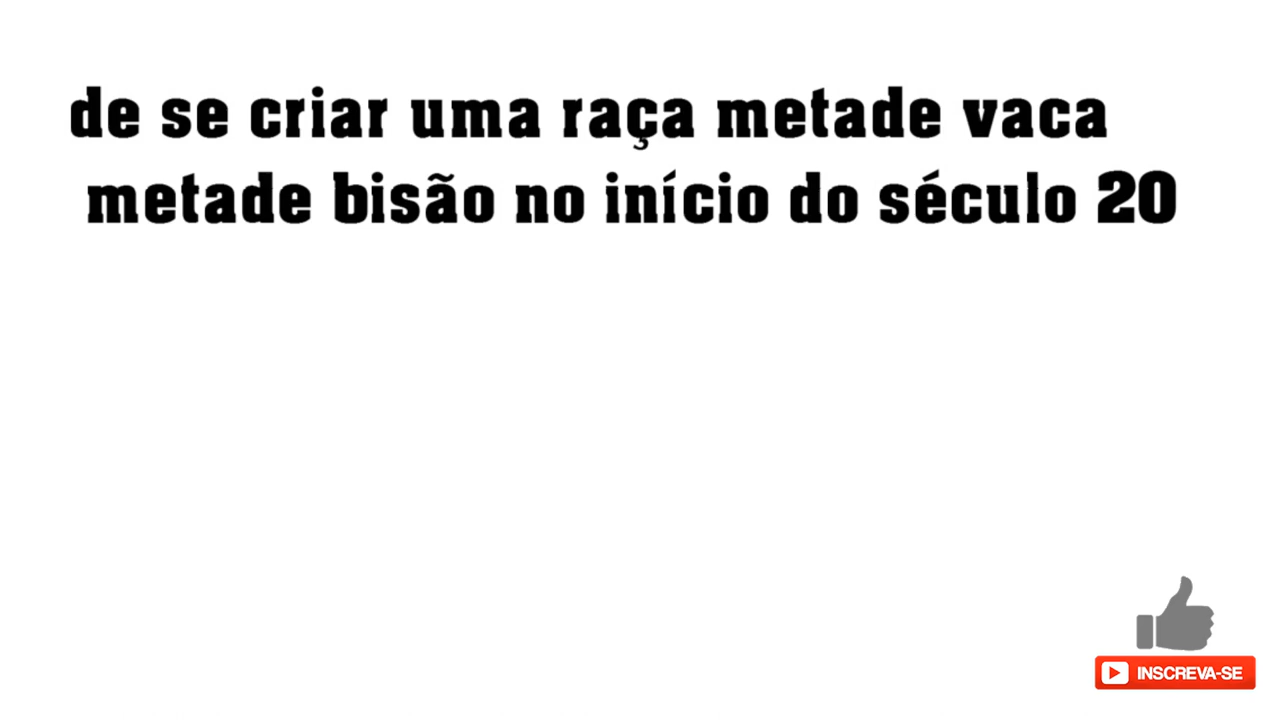 de se criar uma raça metade vaca
metade bisão no início do século 20
INSCREVA-SE